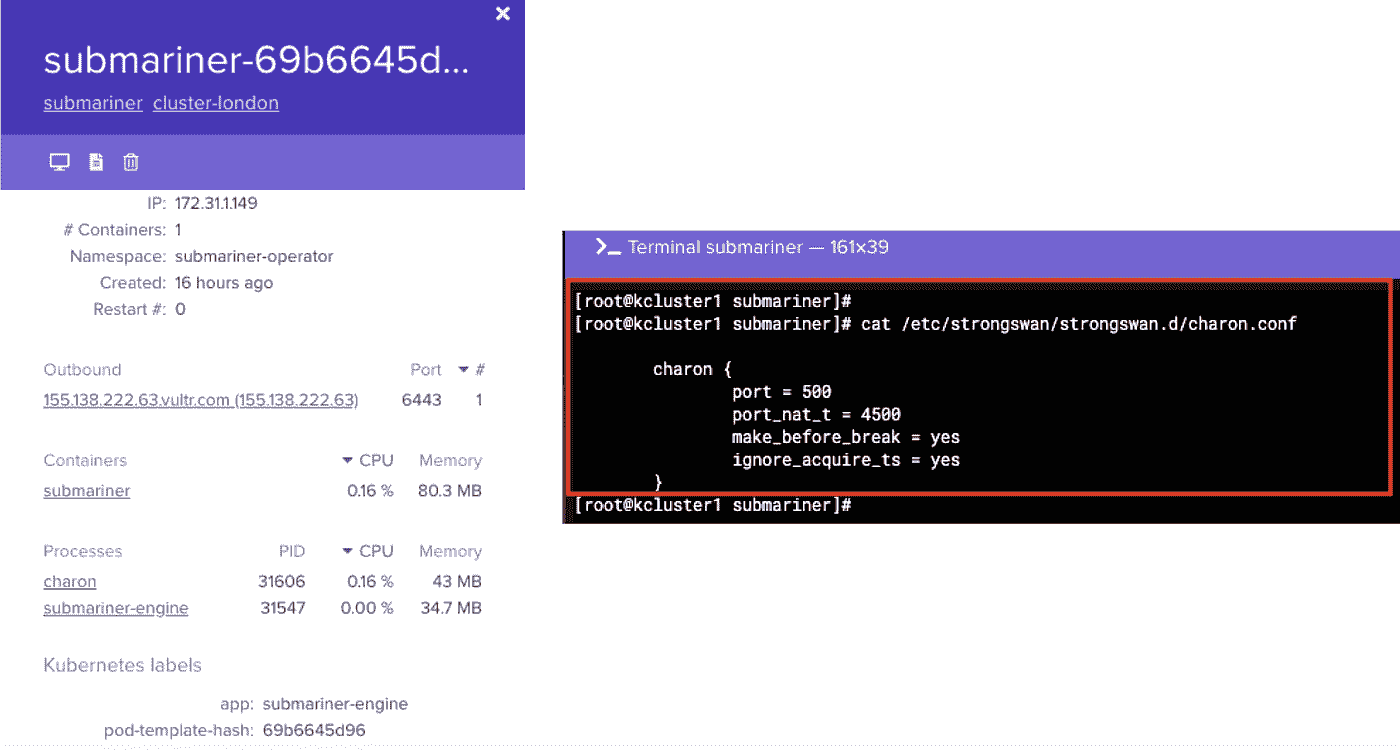 submariner-69b6645d...
submariner cluster-london
IP: 172.31.1.149
# Containers: 1
Namespace: submariner-operator
Created: 16 hours ago
Restart #: 0
Outbound Port #
155.138.222.63.vultr.com (155.138.222.63) 6443 1
Containers CPU Memory
submariner 0.16 % 80.3 MB
Processes PID CPU Memory
charon 31606 0.16 % 43 MB
submariner-engine 31547 0.00 % 34.7 MB
Kubernetes labels
app: submariner-engine
pod-template-hash: 69b6645d96
Terminal submariner — 161×39
[root@kcluster1 submariner]#
[root@kcluster1 submariner]# cat /etc/strongswan/strongswan.d/charon.conf
charon {
port = 500
port_nat_t = 4500
make_before_break = yes
ignore_acquire_ts = yes
}
[root@kcluster1 submariner]#